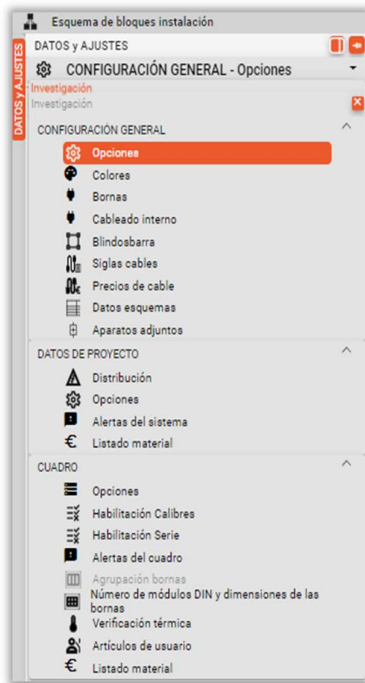 Esquema de bloques instalación
DATOS y AJUSTES
DATOS y AJUSTES
CONFIGURACIÓN GENERAL - Opciones
Investigación
Investigación
CONFIGURACIÓN GENERAL
Opciones
Colores
Bornas
Cableado interno
Blindosbarra
Siglas cables
Precios de cable
Datos esquemas
Aparatos adjuntos
DATOS DE PROYECTO
Distribución
Opciones
Alertas del sistema
€ Listado material
CUADRO
Opciones
Habilitación Calibres
Habilitación Serie
Alertas del cuadro
Agrupación bornas
Número de módulos DIN y dimensiones de las
bornas
Verificación térmica
Artículos de usuario
€ Listado material